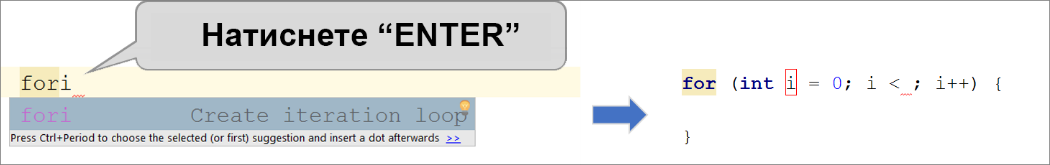 Натиснете “ENTER”
fori
fori Create iteration loop
Press Ctrl+Period to choose the selected (or first) suggestion and insert a dot afterwards >>
for (int i = 0; i < ; i++) {
}